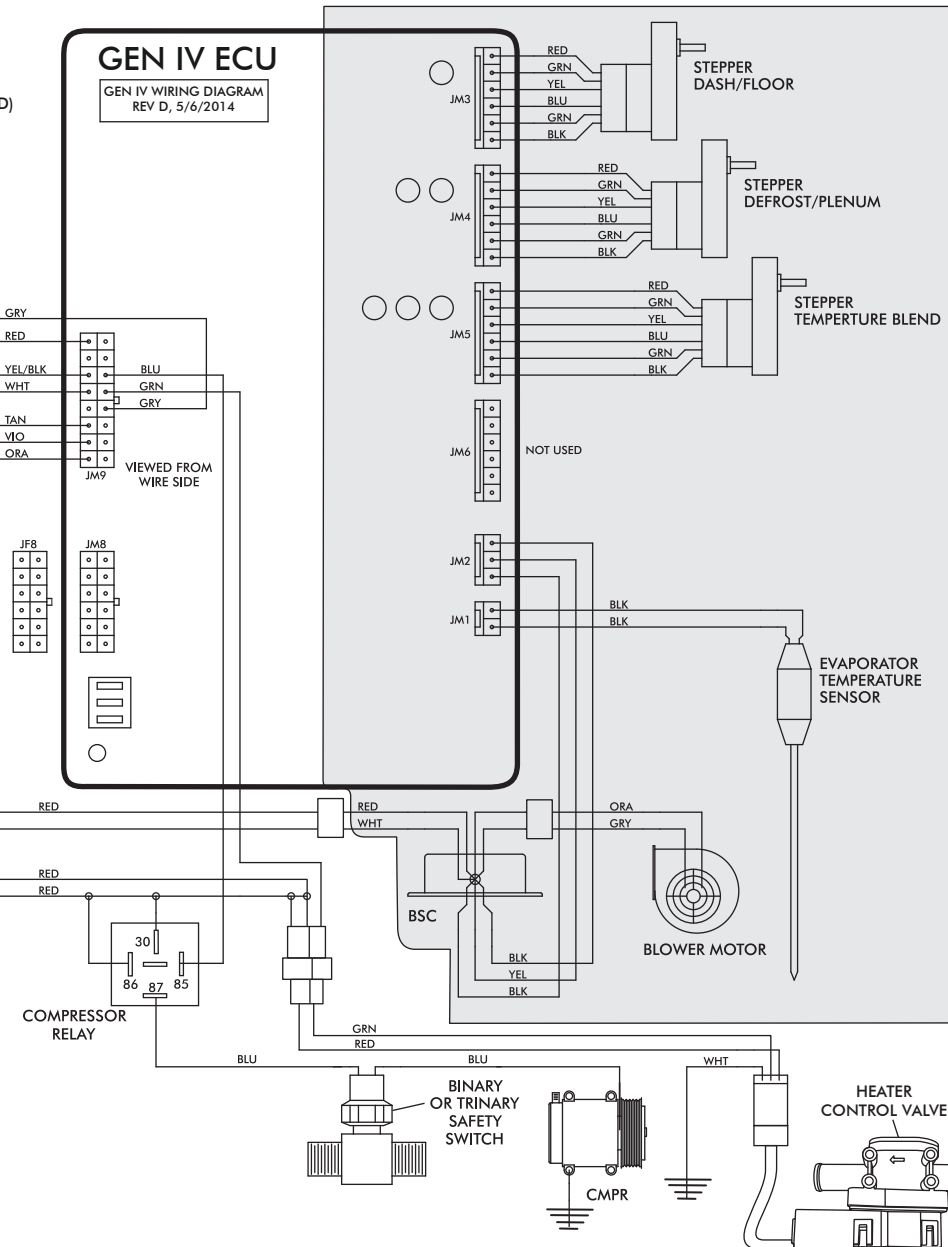 D)
GEN IV ECU
GEN IV WIRING DIAGRAM
REV D, 5/6/2014
JM3
RED
GRN
YEL
BLU
GRN
BLK
STEPPER
DASH/FLOOR
JM4
RED
GRN
YEL
BLU
GRN
BLK
STEPPER
DEFROST/PLENUM
JM5
RED
GRN
YEL
BLU
GRN
BLK
STEPPER
TEMPERTURE BLEND
GRY
RED
YEL/BLK
WHT
TAN
VIO
ORA
BLU
GRN
GRY
JM9
VIEWED FROM
WIRE SIDE
JM6
NOT USED
JF8
JM8
JM2
JM1
BLK
BLK
EVAPORATOR
TEMPERATURE
SENSOR
RED
RED
WHT
ORA
GRY
RED
RED
BSC
BLOWER MOTOR
BLK
YEL
BLK
30
86
87
85
COMPRESSOR
RELAY
GRN
RED
BLU
BLU
WHT
BINARY
OR TRINARY
SAFETY
SWITCH
CMPR
HEATER
CONTROL VALVE